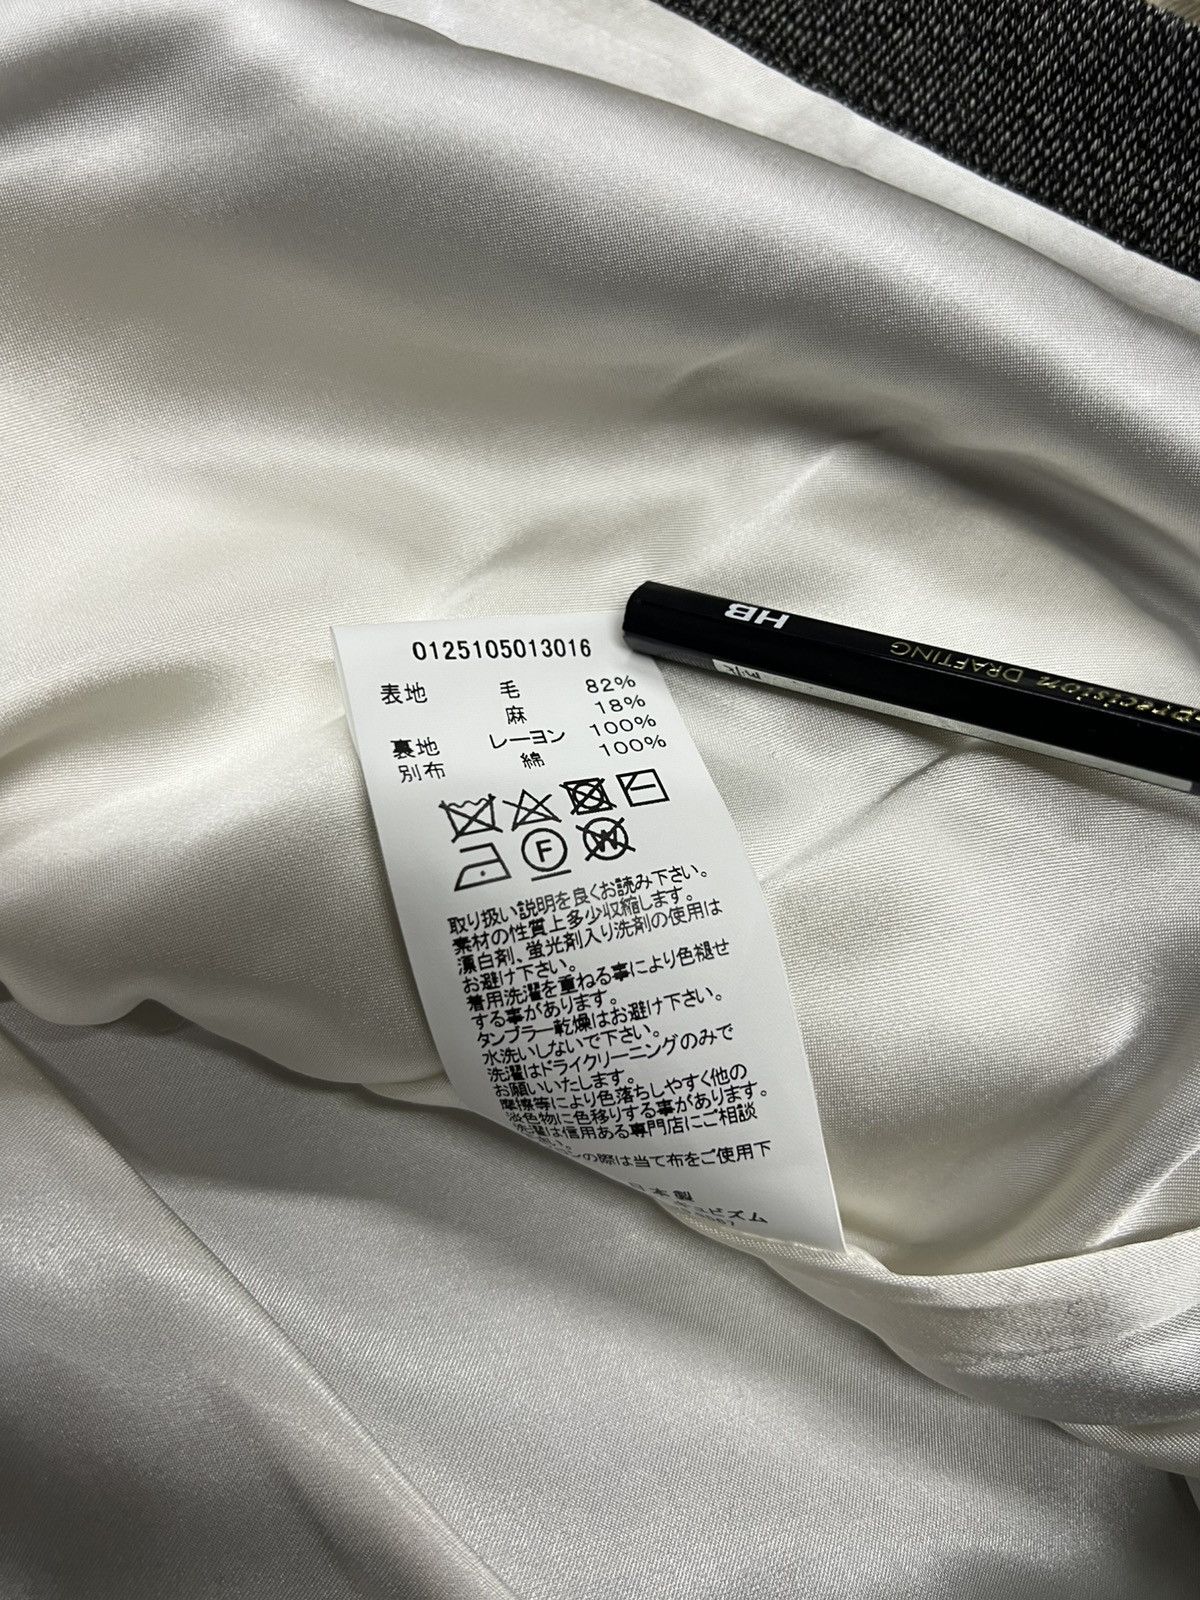 0125105013016
表地 毛 82%
麻 18%
裏地 レーヨン 100%
別布 綿 100%
F
W
取り扱い説明を良くお読み下さい。
素材の性質上多少収縮します。
漂白剤、蛍光剤入り洗剤の使用は
お避け下さい。
着用洗濯を重ねる事により色褪せ
する事があります。
タンブラー乾燥はお避け下さい。
水洗いしないで下さい。
洗濯はドライクリーニングのみで
お願いいたします。
摩擦等により色落ちしやすく他の
淡色物に色移りする事があります。
洗濯は信用ある専門店にご相談
の際は当て布をご使用下
日本製
HB
Precision DRAFTING